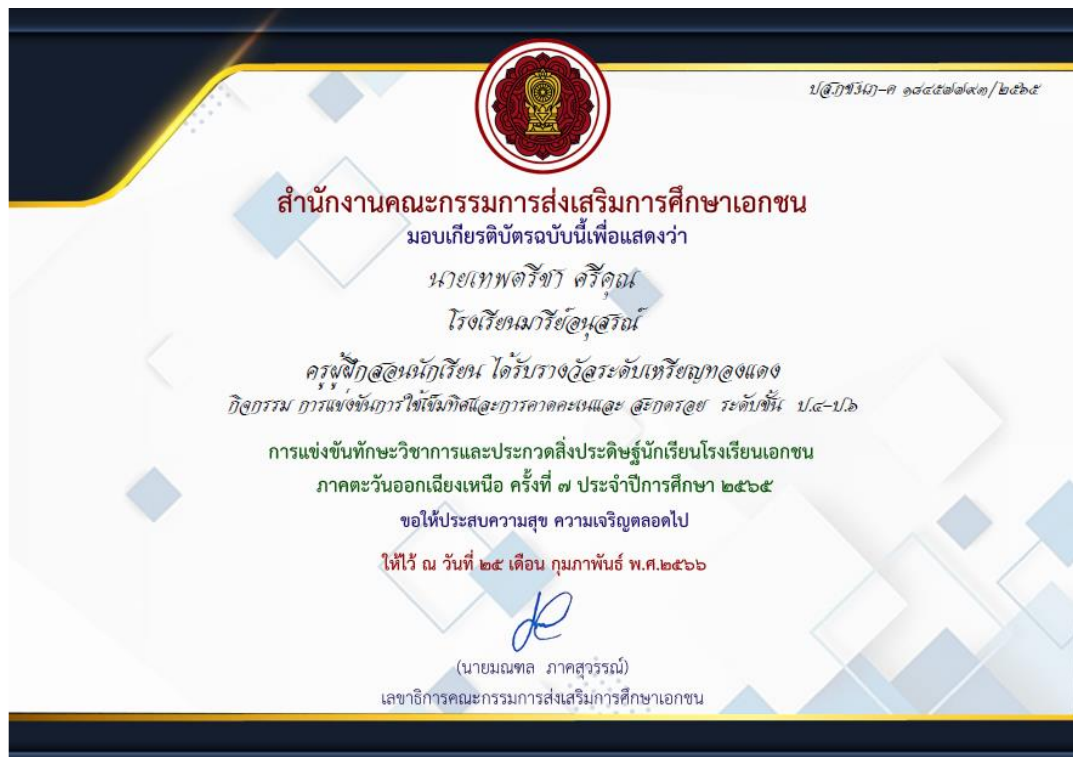 ปส.กช.นภ-ค ๑๘๔๕๗๗๙๓/๒๕๖๕
สำนักงานคณะกรรมการส่งเสริมการศึกษาเอกชน
มอบเกียรติบัตรฉบับนี้เพื่อแสดงว่า
นายเทพตรีชา ศรีคุณ
โรงเรียนมารีย์อนุสรณ์
ครูผู้ฝึกสอนนักเรียน ได้รับรางวัลระดับเหรียญทองแดง
กิจกรรม การแข่งขันการใช้เข็มทิศและการคาดคะเนและ สะกดรอย ระดับชั้น ป.๔-ป.๖
การแข่งขันทักษะวิชาการและประกวดสิ่งประดิษฐ์นักเรียนโรงเรียนเอกชน
ภาคตะวันออกเฉียงเหนือ ครั้งที่ ๗ ประจำปีการศึกษา ๒๕๖๕
ขอให้ประสบความสุข ความเจริญตลอดไป
ให้ไว้ ณ วันที่ ๒๕ เดือน กุมภาพันธ์ พ.ศ.๒๕๖๖
(นายมณฑล ภาคสุวรรณ์)
เลขาธิการคณะกรรมการส่งเสริมการศึกษาเอกชน